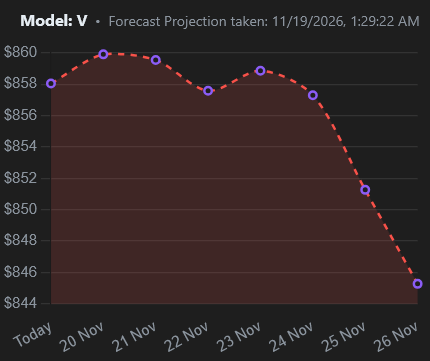 Model: V • Forecast Projection taken: 11/19/2026, 1:29:22 AM
$860
$858
$856
$854
$852
$850
$848
$846
$844
Today
20 Nov
21 Nov
22 Nov
23 Nov
24 Nov
25 Nov
26 Nov